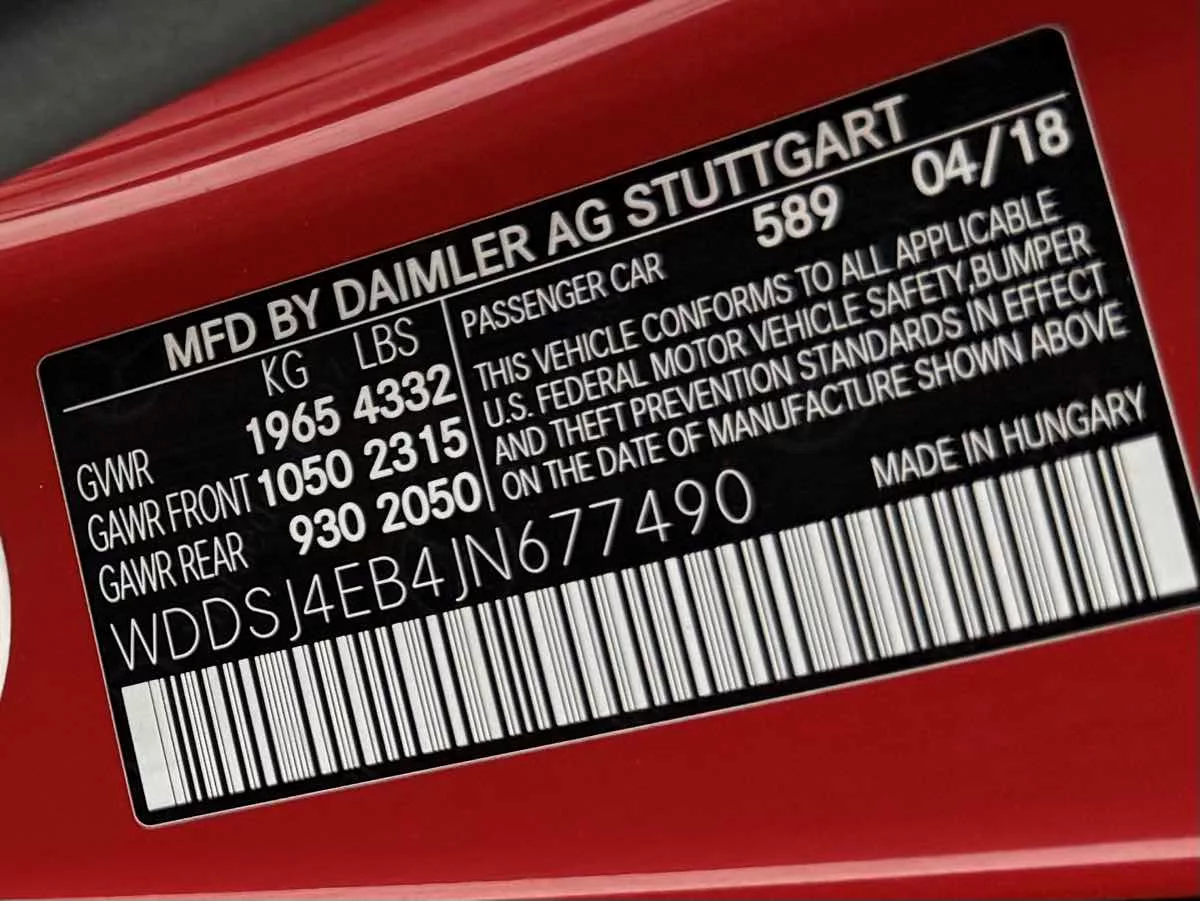 MFD BY DAIMLER AG STUTTGART
KG LBS
GVWR 1965 4332
GAWR FRONT 1050 2315
GAWR REAR 930 2050
PASSENGER CAR 589 04/18
THIS VEHICLE CONFORMS TO ALL APPLICABLE
U.S. FEDERAL MOTOR VEHICLE SAFETY,BUMPER
AND THEFT PREVENTION STANDARDS IN EFFECT
ON THE DATE OF MANUFACTURE SHOWN ABOVE
WDDSJ4EB4JN677490
MADE IN HUNGARY